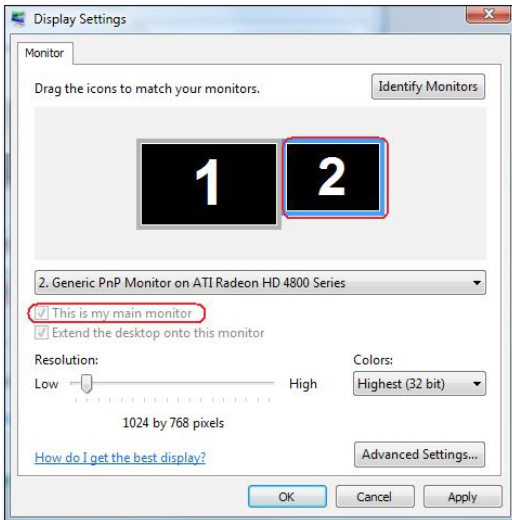 Display Settings
Monitor
Drag the icons to match your monitors.
Identify Monitors
1
2
2. Generic PnP Monitor on ATI Radeon HD 4800 Series
This is my main monitor
Extend the desktop onto this monitor
Resolution:
Colors:
Low
High
Highest (32 bit)
1024 by 768 pixels
How do I get the best display?
Advanced Settings...
OK
Cancel
Apply